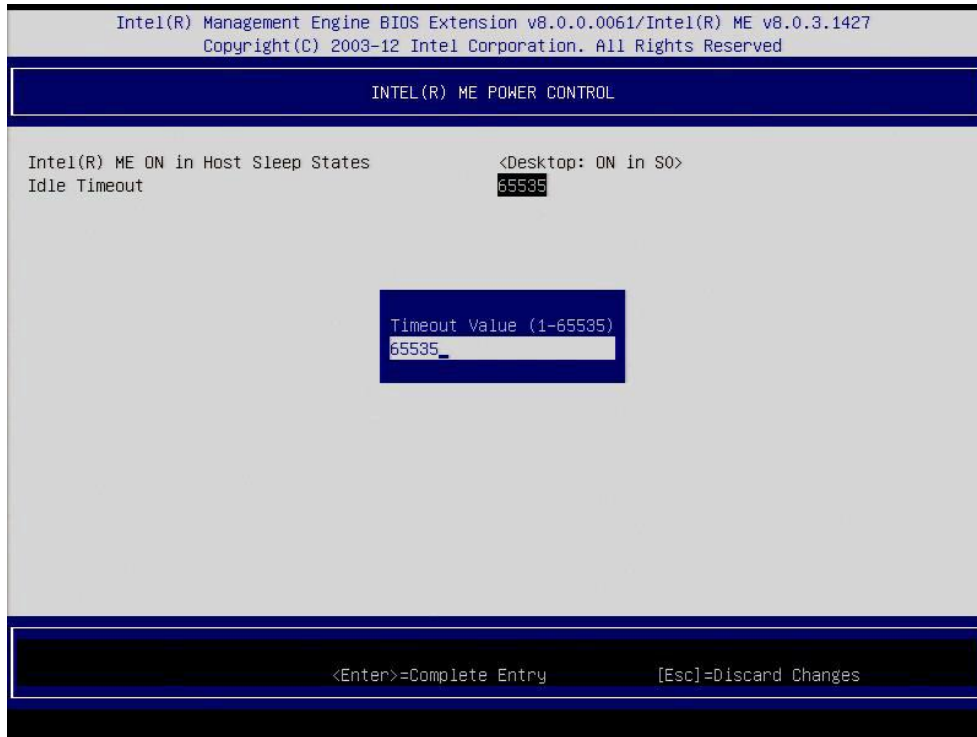 Intel(R) Management Engine BIOS Extension v8.0.0.0061/Intel(R) ME v8.0.3.1427
Copyright(C) 2003-12 Intel Corporation. All Rights Reserved
INTEL(R) ME POWER CONTROL
Intel(R) ME ON in Host Sleep States <Desktop: ON in S0>
Idle Timeout 65535
Timeout Value (1-65535)
65535_
<Enter>=Complete Entry [Esc]=Discard Changes